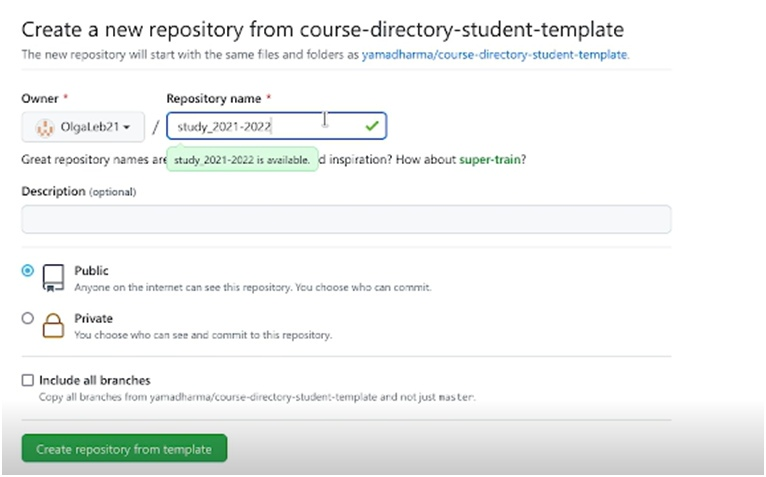 Create a new repository from course-directory-student-template
The new repository will start with the same files and folders as yamadharma/course-directory-student-template.
Owner * Repository name *
OlgaLeb21 / study_2021-2022
Great repository names are study_2021-2022 is available. d inspiration? How about super-train?
Description (optional)
Public
Anyone on the internet can see this repository. You choose who can commit.
Private
You choose who can see and commit to this repository.
Include all branches
Copy all branches from yamadharma/course-directory-student-template and not just master.
Create repository from template